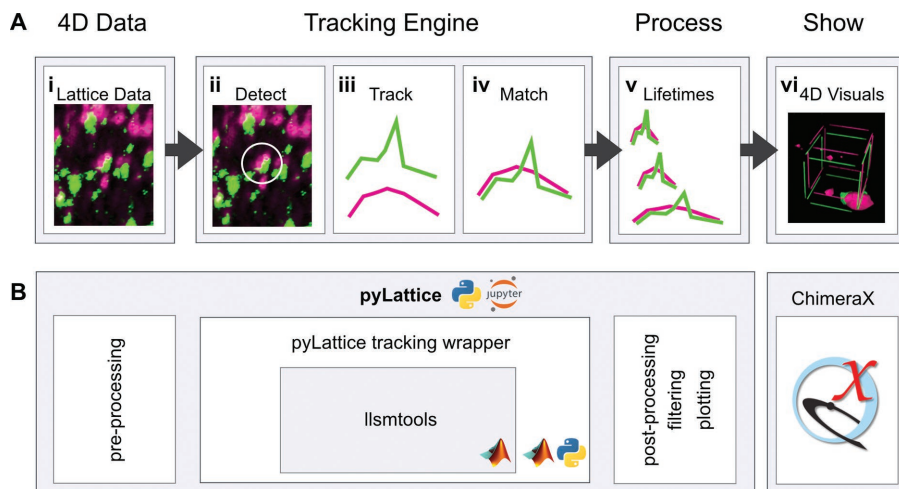 A
4D Data
Tracking Engine
Process
Show
i
Lattice Data
ii
Detect
iii
Track
iv
Match
v
Lifetimes
vi
4D Visuals
B
pyLattice
jupyter
ChimeraX
pre-processing
pyLattice tracking wrapper
llsmtools
post-processing
filtering
plotting
X